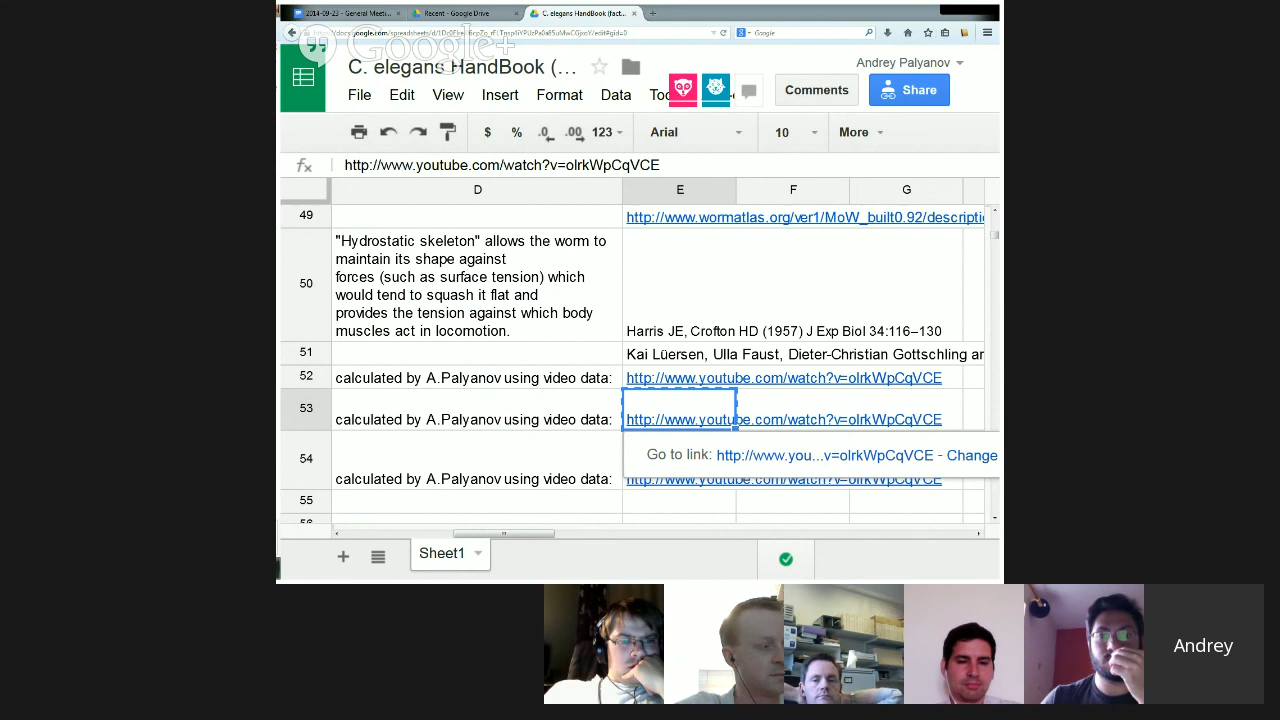 2014-09-23 - General Meeti...
Recent - Google Drive
C. elegans HandBook (fact...
Google
Google+
C. elegans HandBook (...
Andrey Palyanov
File Edit View Insert Format Data
Comments
Share
$ % .0 .00 123
Arial
10
More
fx
http://www.youtube.com/watch?v=olrkWpCqVCE
D E F G
49
http://www.wormatlas.org/ver1/MoW_built0.92/descripti
50
"Hydrostatic skeleton" allows the worm to
maintain its shape against
forces (such as surface tension) which
would tend to squash it flat and
provides the tension against which body
muscles act in locomotion.
Harris JE, Crofton HD (1957) J Exp Biol 34:116–130
51
Kai Lüersen, Ulla Faust, Dieter-Christian Gottschling an
52
calculated by A.Palyanov using video data:
http://www.youtube.com/watch?v=olrkWpCqVCE
53
calculated by A.Palyanov using video data:
http://www.youtube.com/watch?v=olrkWpCqVCE
Go to link: http://www.you...v=olrkWpCqVCE - Change
54
calculated by A.Palyanov using video data:
http://www.youtube.com/watch?v=olrkWpCqVCE
55
Sheet1
Andrey